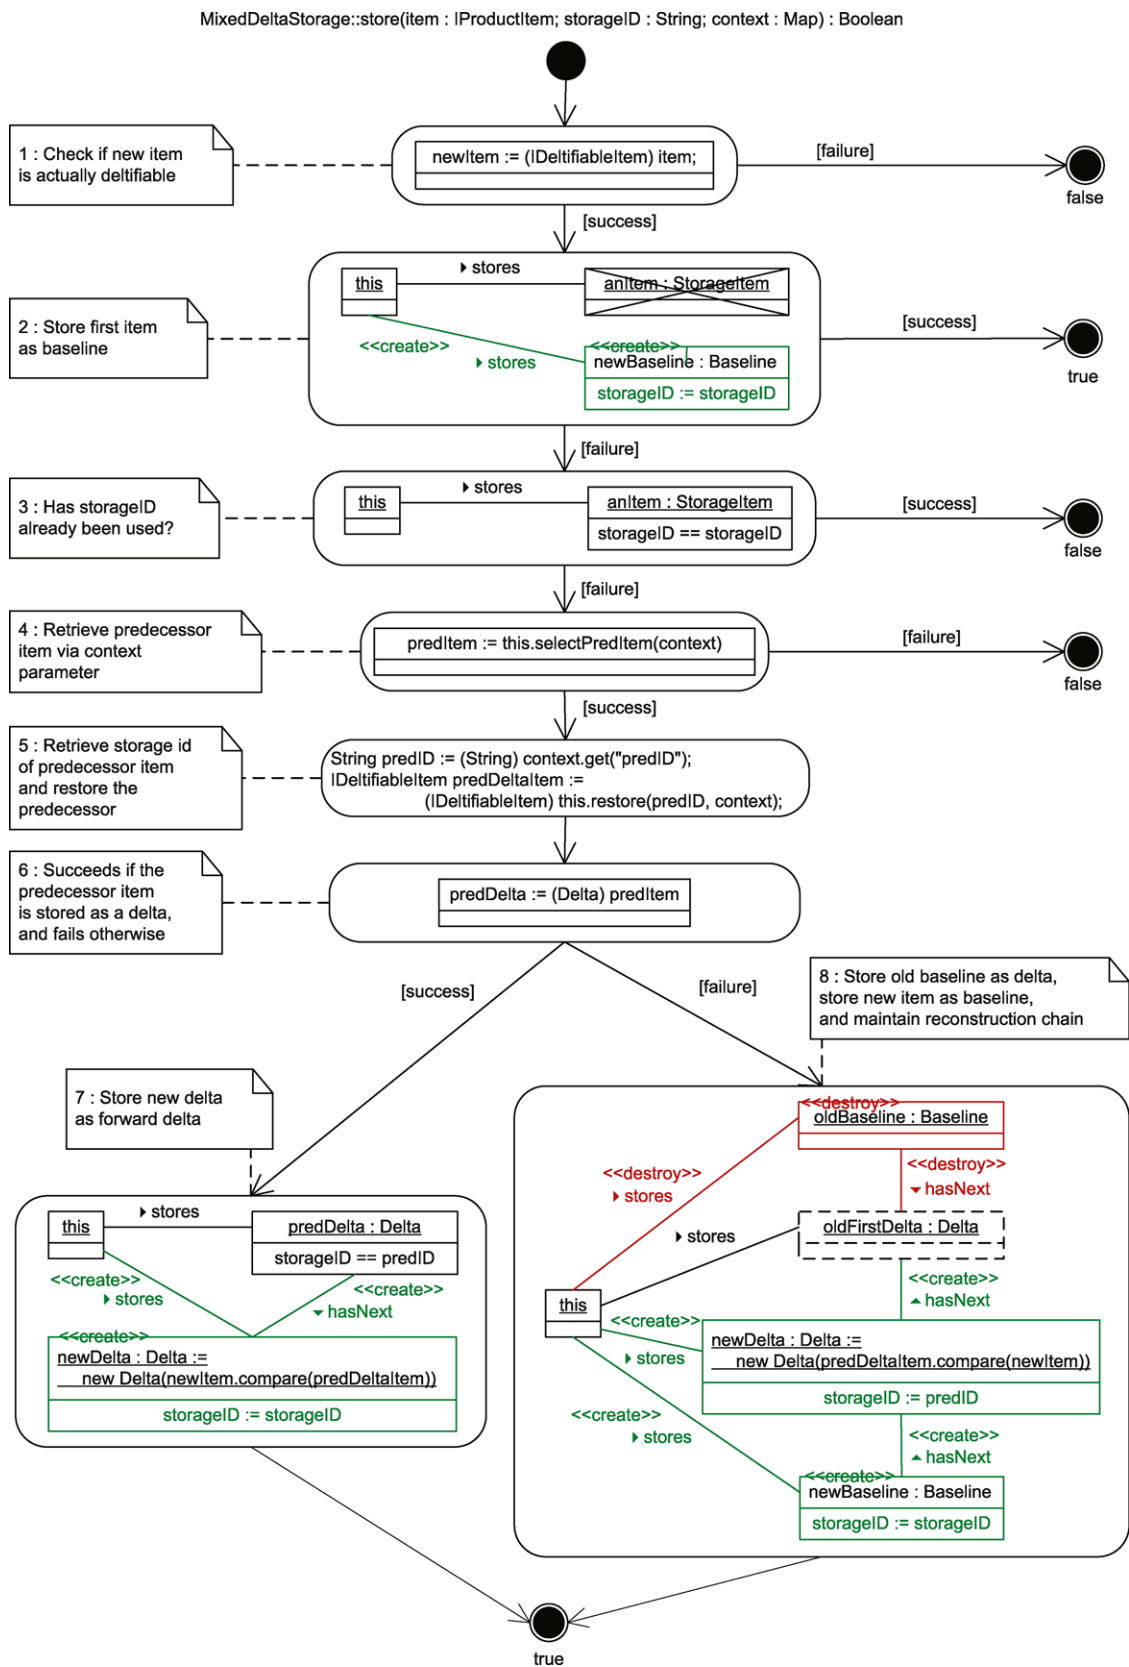 MixedDeltaStorage::store(item : IProductItem; storageID : String; context : Map) : Boolean
1 : Check if new item
is actually deltifiable
newItem := (IDeltifiableItem) item;
[failure]
false
[success]
2 : Store first item
as baseline
this
stores
anItem : StorageItem
<<create>>
stores
<<create>>
newBaseline : Baseline
storageID := storageID
[success]
true
[failure]
3 : Has storageID
already been used?
this
stores
anItem : StorageItem
storageID == storageID
[success]
false
[failure]
4 : Retrieve predecessor
item via context
parameter
predItem := this.selectPredItem(context)
[failure]
false
[success]
5 : Retrieve storage id
of predecessor item
and restore the
predecessor
String predID := (String) context.get("predID");
IDeltifiableItem predDeltaItem :=
(IDeltifiableItem) this.restore(predID, context);
6 : Succeeds if the
predecessor item
is stored as a delta,
and fails otherwise
predDelta := (Delta) predItem
[success]
[failure]
8 : Store old baseline as delta,
store new item as baseline,
and maintain reconstruction chain
7 : Store new delta
as forward delta
this
stores
predDelta : Delta
storageID == predID
<<create>>
stores
<<create>>
hasNext
<<create>>
newDelta : Delta :=
new Delta(newItem.compare(predDeltaItem))
storageID := storageID
<<destroy>>
oldBaseline : Baseline
<<destroy>>
stores
<<destroy>>
hasNext
stores
oldFirstDelta : Delta
this
<<create>>
hasNext
<<create>>
stores
newDelta : Delta :=
new Delta(predDeltaItem.compare(newItem))
storageID := predID
<<create>>
stores
<<create>>
hasNext
<<create>>
newBaseline : Baseline
storageID := storageID
true